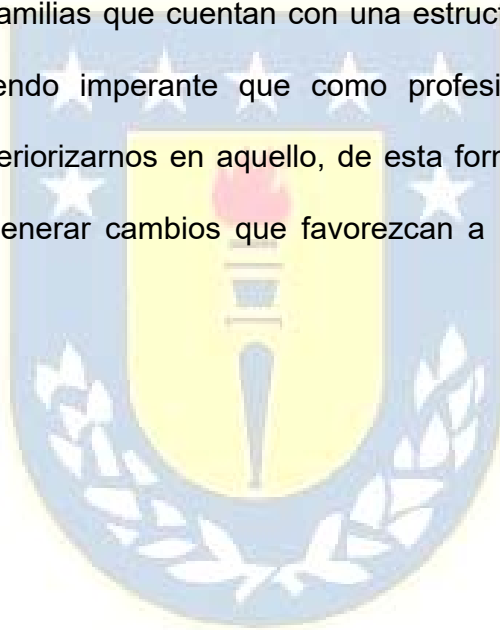 amilias que cuentan con una estruct
endo imperante que como profesi
eriorizarnos en aquello, de esta form
enerar cambios que favorezcan a